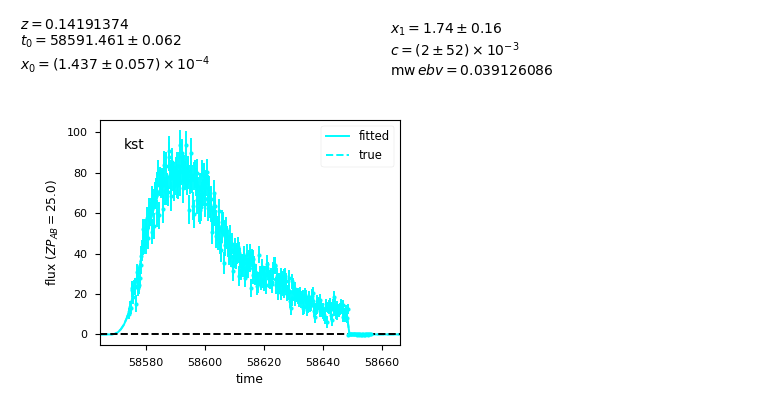 z = 0.14191374
t₀ = 58591.461 ± 0.062
x₀ = (1.437 ± 0.057) × 10⁻⁴
x₁ = 1.74 ± 0.16
c = (2 ± 52) × 10⁻³
mw ebv = 0.039126086
kst
fitted
true
100
80
60
40
20
0
flux (ZP_AB = 25.0)
58580 58600 58620 58640 58660
time